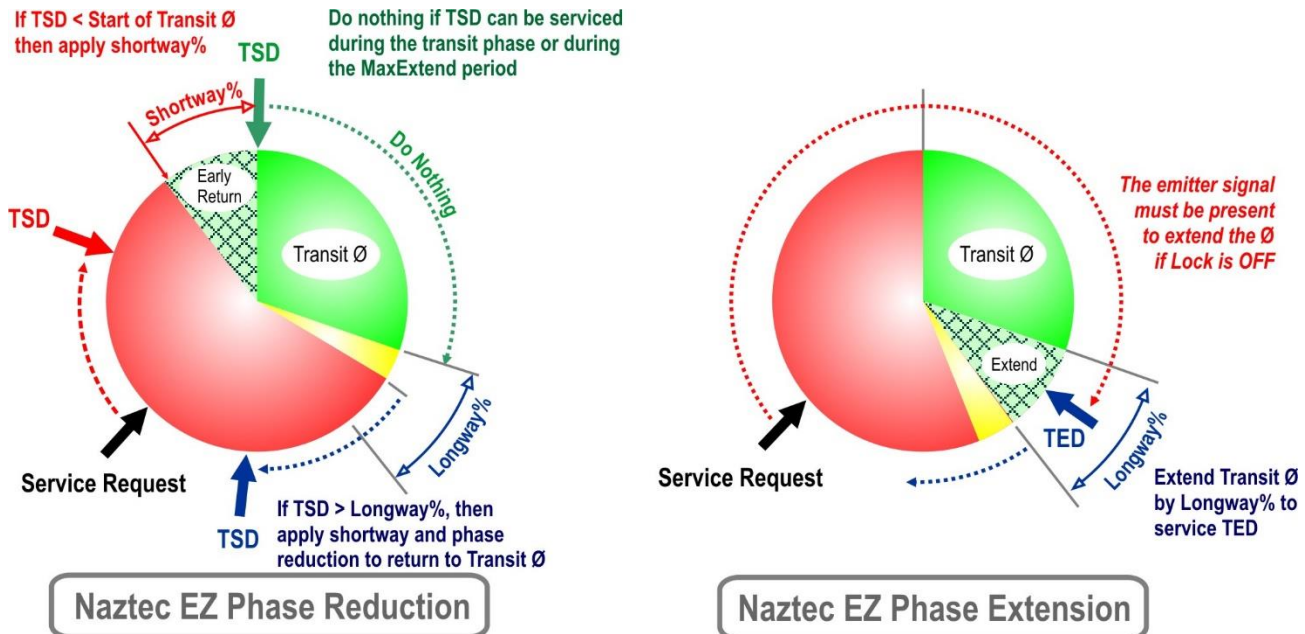 If TSD < Start of Transit Ø
then apply shortway%
TSD
Do nothing if TSD can be serviced
during the transit phase or during
the MaxExtend period
Shortway%
Early
Return
Do Nothing
TSD
Transit Ø
Longway%
Service Request
TSD
If TSD > Longway%, then
apply shortway and phase
reduction to return to Transit Ø
Naztec EZ Phase Reduction
The emitter signal
must be present
to extend the Ø
if Lock is OFF
Transit Ø
Extend
TED
Longway%
Service Request
Extend Transit Ø
by Longway% to
service TED
Naztec EZ Phase Extension